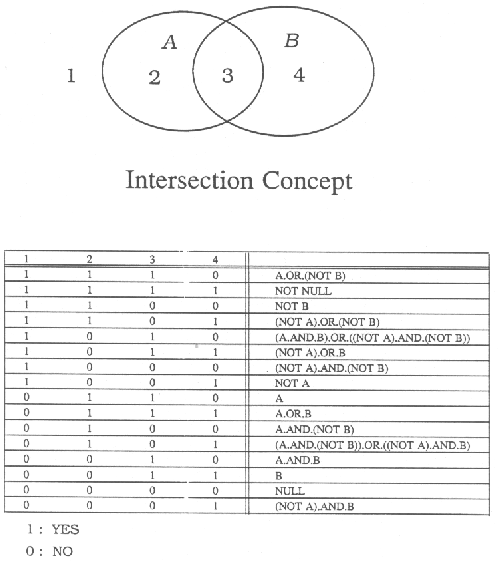 A B
1 2 3 4
Intersection Concept
1 2 3 4
1 1 1 0 A.OR.(NOT B)
1 1 1 1 NOT NULL
1 1 0 0 NOT B
1 1 0 1 (NOT A).OR.(NOT B)
1 0 1 0 (A.AND.B).OR.((NOT A).AND.(NOT B))
1 0 1 1 (NOT A).OR.B
1 0 0 0 (NOT A).AND.(NOT B)
1 0 0 1 NOT A
0 1 1 0 A
0 1 1 1 A.OR.B
0 1 0 0 A.AND.(NOT B)
0 1 0 1 (A.AND.(NOT B)).OR.((NOT A).AND.B)
0 0 1 0 A.AND.B
0 0 1 1 B
0 0 0 0 NULL
0 0 0 1 (NOT A).AND.B
1 : YES
0 : NO